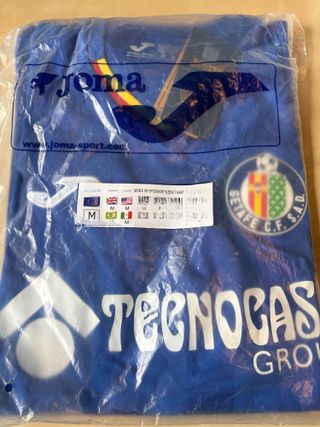 Joma
www.joma-sport.com
M
M
M
M
M
GETAFE C.F. S.A.D.
TECNOCAS
GROU